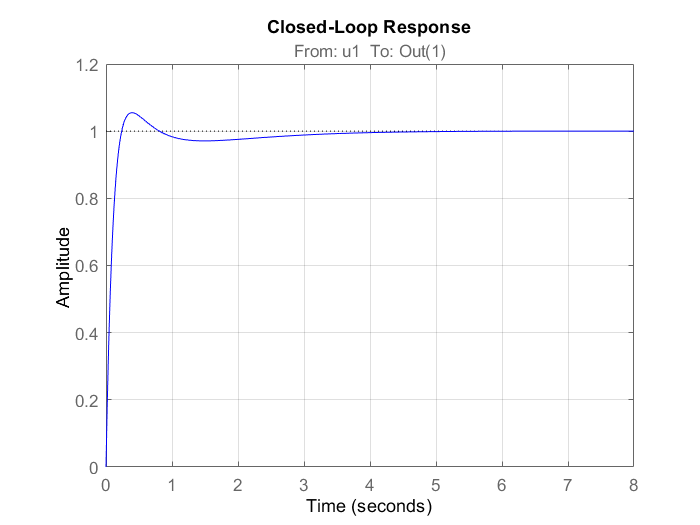 Closed-Loop Response
From: u1 To: Out(1)
1.2
1
0.8
0.6
0.4
0.2
0
Amplitude
0 1 2 3 4 5 6 7 8
Time (seconds)